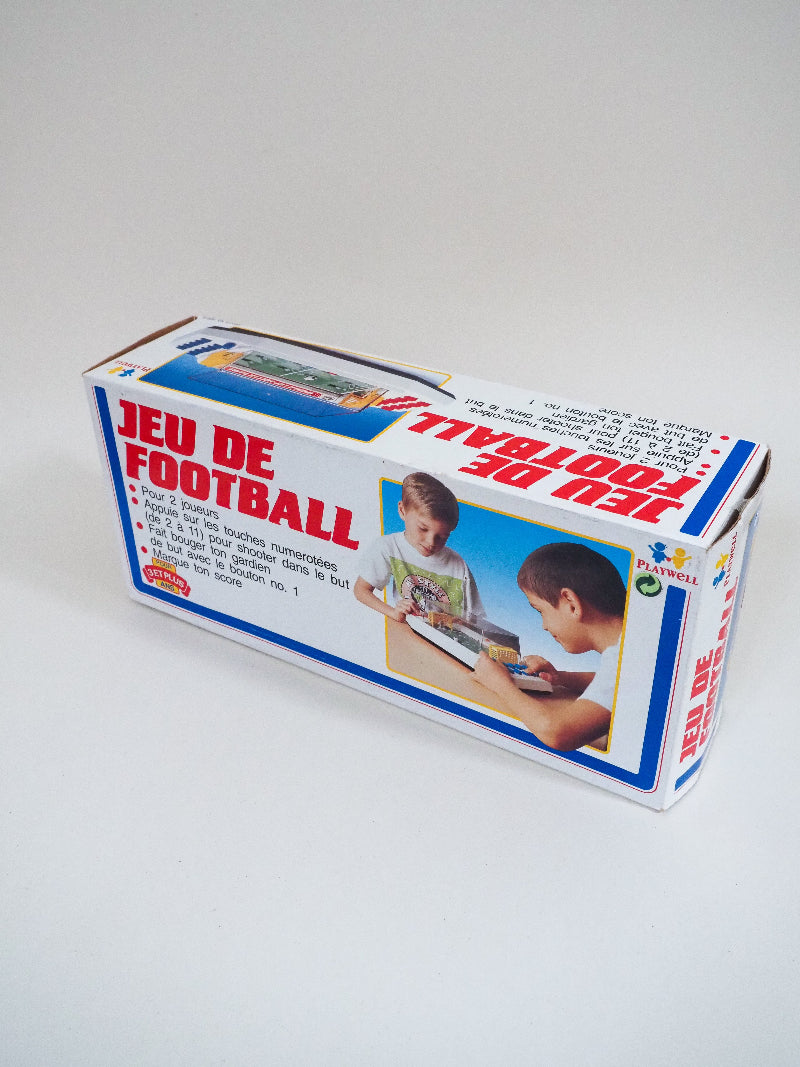 PLAYWELL
JEU DE
FOOTBALL
Pour 2 joueurs
Appuie sur les touches numerotées
(de 2 à 11) pour shooter dans le but
Fait bouger ton gardien
de but avec le bouton no. 1
Marque ton score
JEU DE
FOOTBALL
• Pour 2 joueurs
• Appuie sur les touches numerotées
(de 2 à 11) pour shooter dans le but
• Fait bouger ton gardien
de but avec le bouton no. 1
• Marque ton score
POUR
3 ET PLUS
ANS
PLAYWELL
PLAYWELL
JEU DE
FOOTBALL